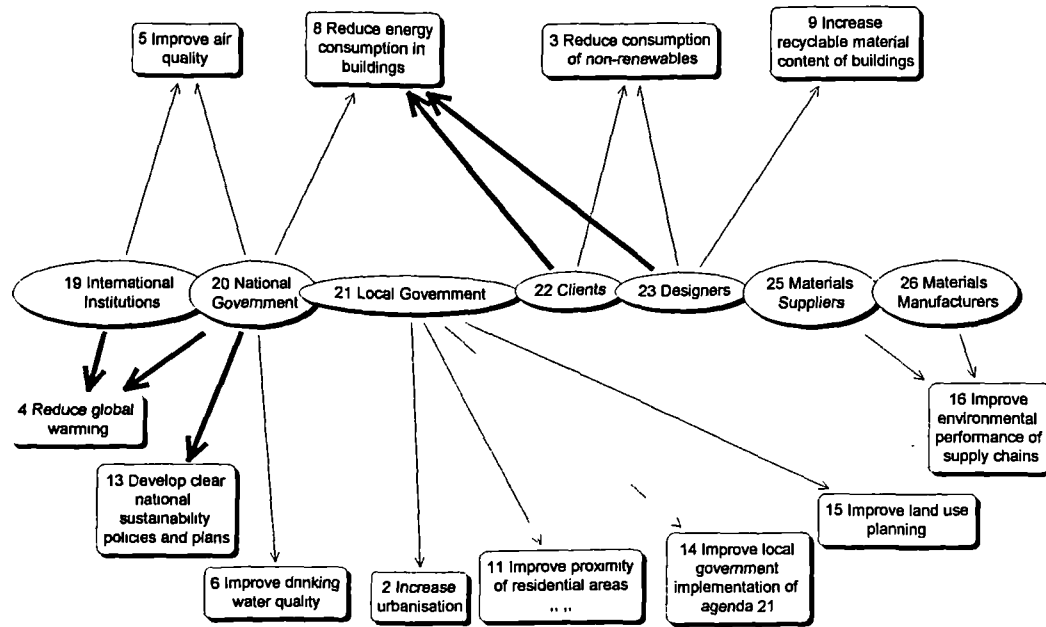 5 Improve air
quality
8 Reduce energy
consumption in
buildings
3 Reduce consumption
of non-renewables
9 Increase
recyclable material
content of buildings
19 International
Institutions
20 National
Government
21 Local Government
22 Clients
23 Designers
25 Materials
Suppliers
26 Materials
Manufacturers
4 Reduce global
warming
13 Develop clear
national
sustainability
policies and plans
6 Improve drinking
water quality
2 Increase
urbanisation
11 Improve proximity
of residential areas
14 Improve local
government
implementation of
agenda 21
15 Improve land use
planning
16 Improve
environmental
performance of
supply chains